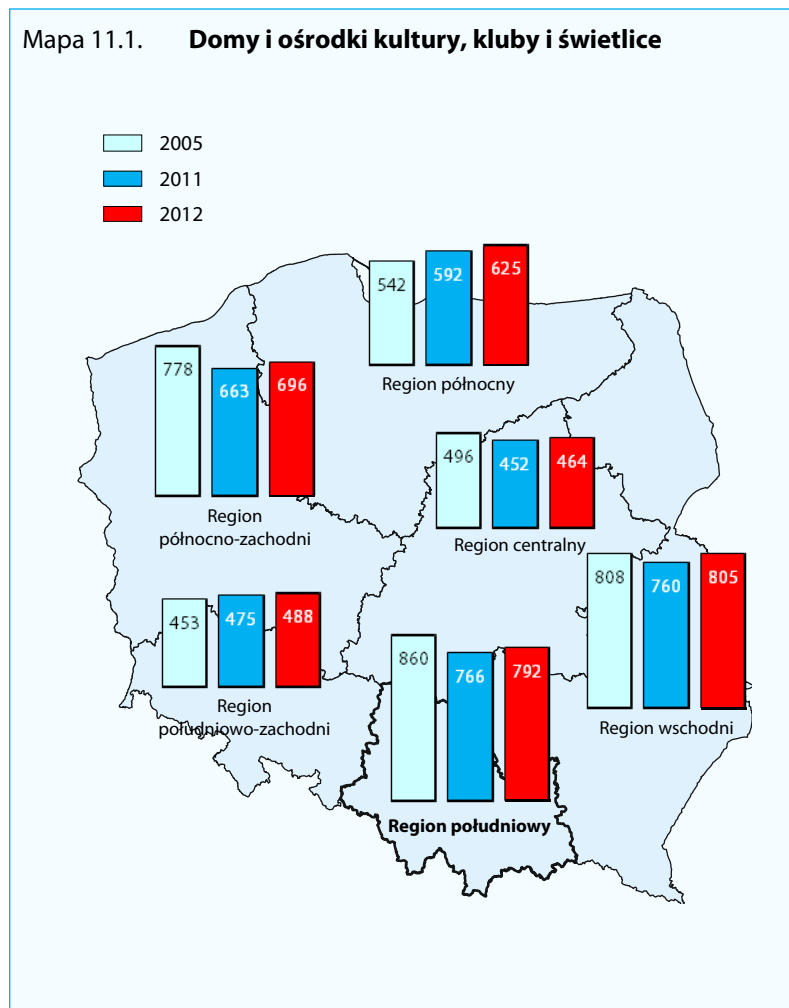 Mapa 11.1. Domy i ośrodki kultury, kluby i świetlice
2005
2011
2012
542 592 625
Region północny
778 663 696
Region
północno-zachodni
496 452 464
Region centralny
808 760 805
Region wschodni
453 475 488
Region
południowo-zachodni
860 766 792
Region południowy